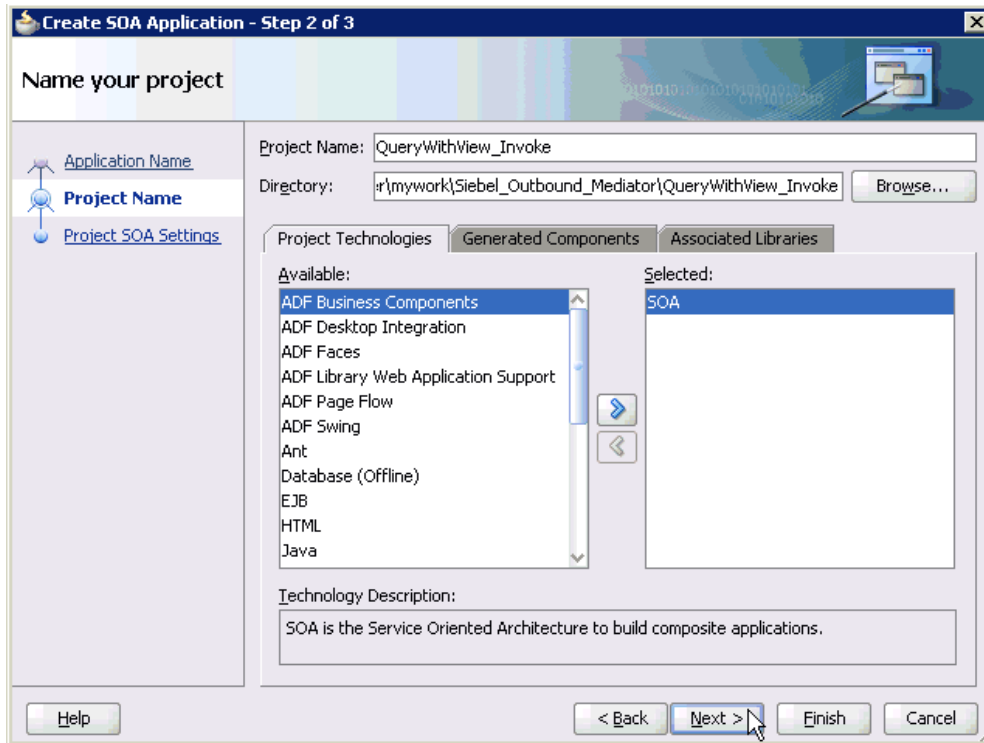 Create SOA Application - Step 2 of 3
Name your project
Application Name
Project Name
Project SOA Settings
Project Name: QueryWithView_Invoke
Directory: r\mywork\Siebel_Outbound_Mediator\QueryWithView_Invoke Browse...
Project Technologies Generated Components Associated Libraries
Available: Selected:
ADF Business Components SOA
ADF Desktop Integration
ADF Faces
ADF Library Web Application Support
ADF Page Flow
ADF Swing
Ant
Database (Offline)
EJB
HTML
Java
Technology Description:
SOA is the Service Oriented Architecture to build composite applications.
Help < Back Next > Finish Cancel